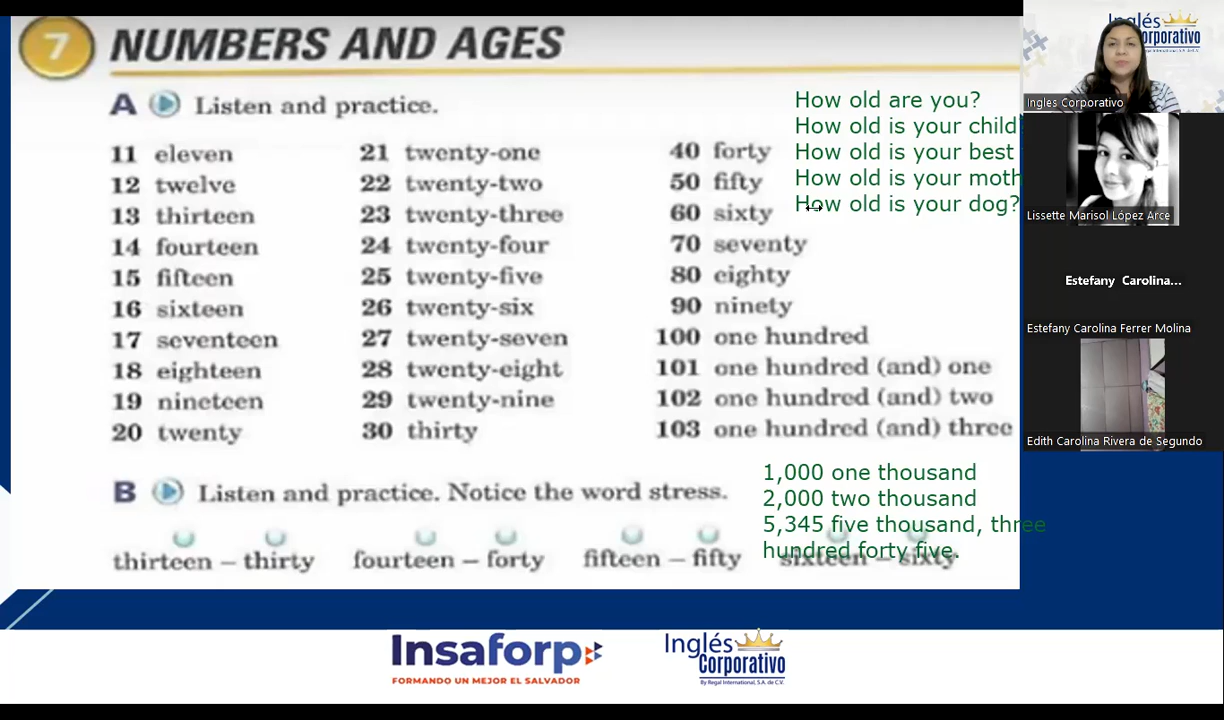 7 NUMBERS AND AGES
A Listen and practice.
11 eleven
12 twelve
13 thirteen
14 fourteen
15 fifteen
16 sixteen
17 seventeen
18 eighteen
19 nineteen
20 twenty
21 twenty-one
22 twenty-two
23 twenty-three
24 twenty-four
25 twenty-five
26 twenty-six
27 twenty-seven
28 twenty-eight
29 twenty-nine
30 thirty
40 forty
50 fifty
60 sixty
70 seventy
80 eighty
90 ninety
100 one hundred
101 one hundred (and) one
102 one hundred (and) two
103 one hundred (and) three
How old are you?
How old is your child
How old is your best
How old is your moth
How old is your dog?
B Listen and practice. Notice the word stress.
thirteen – thirty fourteen – forty fifteen – fifty sixteen – sixty
1,000 one thousand
2,000 two thousand
5,345 five thousand, three
hundred forty five.
Insaforp
FORMANDO UN MEJOR EL SALVADOR
Inglés
Corporativo
By Regal International, S.A. de C.V.
Inglés
orporativo
Ingles Corporativo
Lissette Marisol López Arce
Estefany Carolina...
Estefany Carolina Ferrer Molina
Edith Carolina Rivera de Segundo